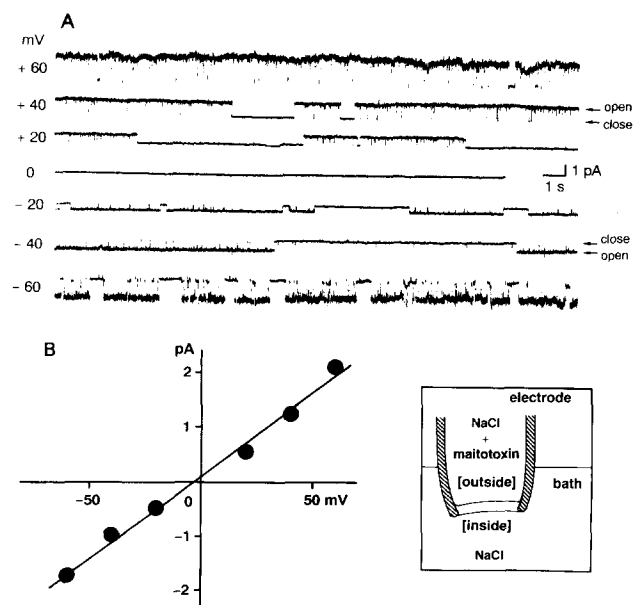 A
mV
+ 60
+ 40
open
close
+ 20
0
1 pA
1 s
− 20
− 40
close
open
− 60
B
pA
2
1
−50
0
50 mV
−1
−2
electrode
NaCl
+
maitotoxin
[outside]
bath
[inside]
NaCl